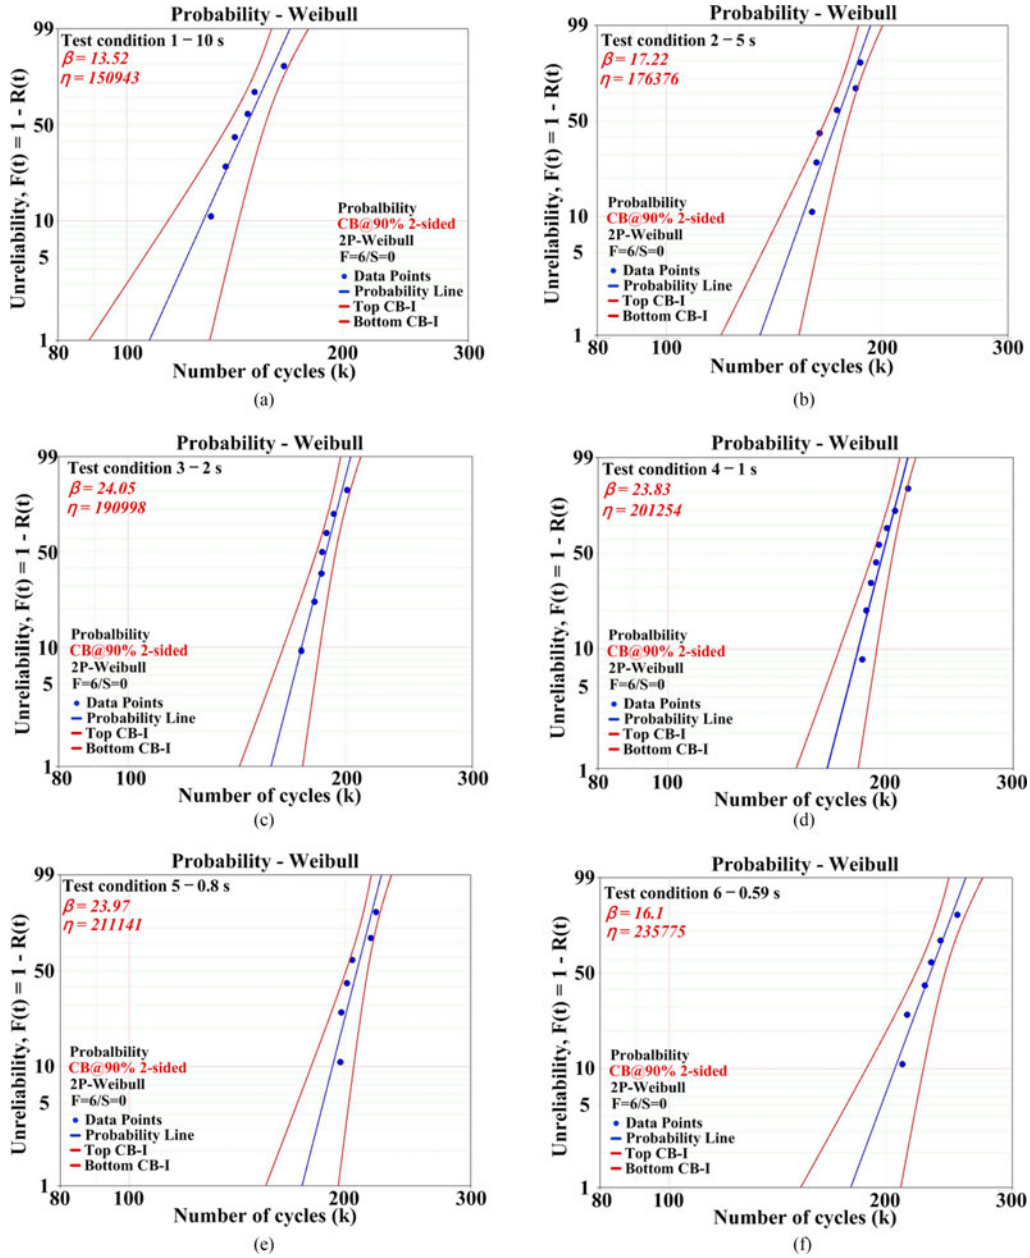 Probability - Weibull
99
Test condition 1 – 10 s
β = 13.52
η = 150943
50
10
5
1
Unreliability, F(t) = 1 - R(t)
Probalbility
CB@90% 2-sided
2P-Weibull
F=6/S=0
Data Points
Probability Line
Top CB-I
Bottom CB-I
80 100 200 300
Number of cycles (k)
(a)
Probability - Weibull
99
Test condition 2 – 5 s
β = 17.22
η = 176376
50
10
5
1
Unreliability, F(t) = 1 - R(t)
Probalbility
CB@90% 2-sided
2P-Weibull
F=6/S=0
Data Points
Probability Line
Top CB-I
Bottom CB-I
80 100 200 300
Number of cycles (k)
(b)
Probability - Weibull
99
Test condition 3 – 2 s
β = 24.05
η = 190998
50
10
5
1
Unreliability, F(t) = 1 - R(t)
Probalbility
CB@90% 2-sided
2P-Weibull
F=6/S=0
Data Points
Probability Line
Top CB-I
Bottom CB-I
80 100 200 300
Number of cycles (k)
(c)
Probability - Weibull
99
Test condition 4 – 1 s
β = 23.83
η = 201254
50
10
5
1
Unreliability, F(t) = 1 - R(t)
Probalbility
CB@90% 2-sided
2P-Weibull
F=6/S=0
Data Points
Probability Line
Top CB-I
Bottom CB-I
80 100 200 300
Number of cycles (k)
(d)
Probability - Weibull
99
Test condition 5 – 0.8 s
β = 23.97
η = 211141
50
10
5
1
Unreliability, F(t) = 1 - R(t)
Probalbility
CB@90% 2-sided
2P-Weibull
F=6/S=0
Data Points
Probability Line
Top CB-I
Bottom CB-I
80 100 200 300
Number of cycles (k)
(e)
Probability - Weibull
99
Test condition 6 – 0.59 s
β = 16.1
η = 235775
50
10
5
1
Unreliability, F(t) = 1 - R(t)
Probalbility
CB@90% 2-sided
2P-Weibull
F=6/S=0
Data Points
Probability Line
Top CB-I
Bottom CB-I
80 100 200 300
Number of cycles (k)
(f)